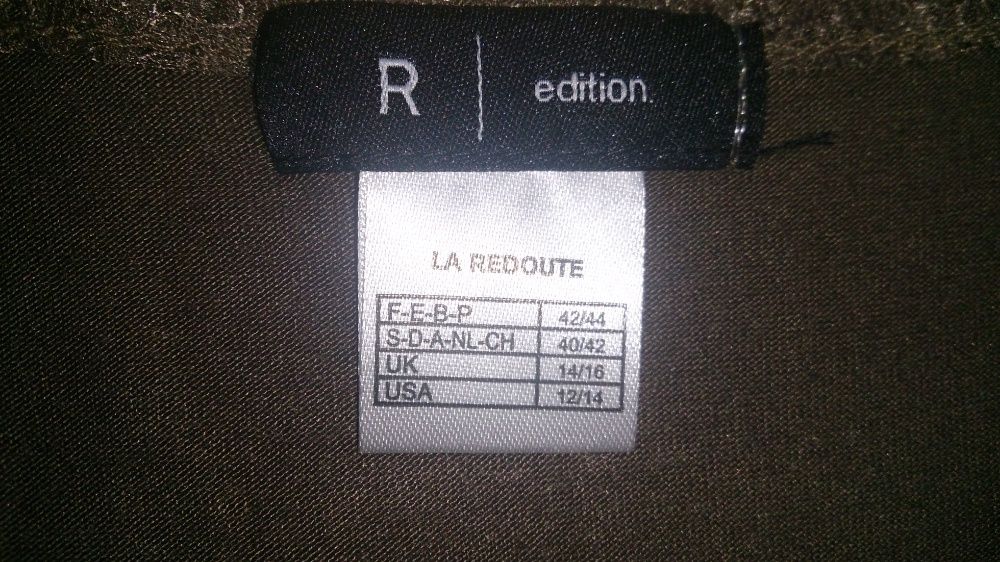 R | edition.
LA REDOUTE
F-E-B-P 42/44
S-D-A-NL-CH 40/42
UK 14/16
USA 12/14